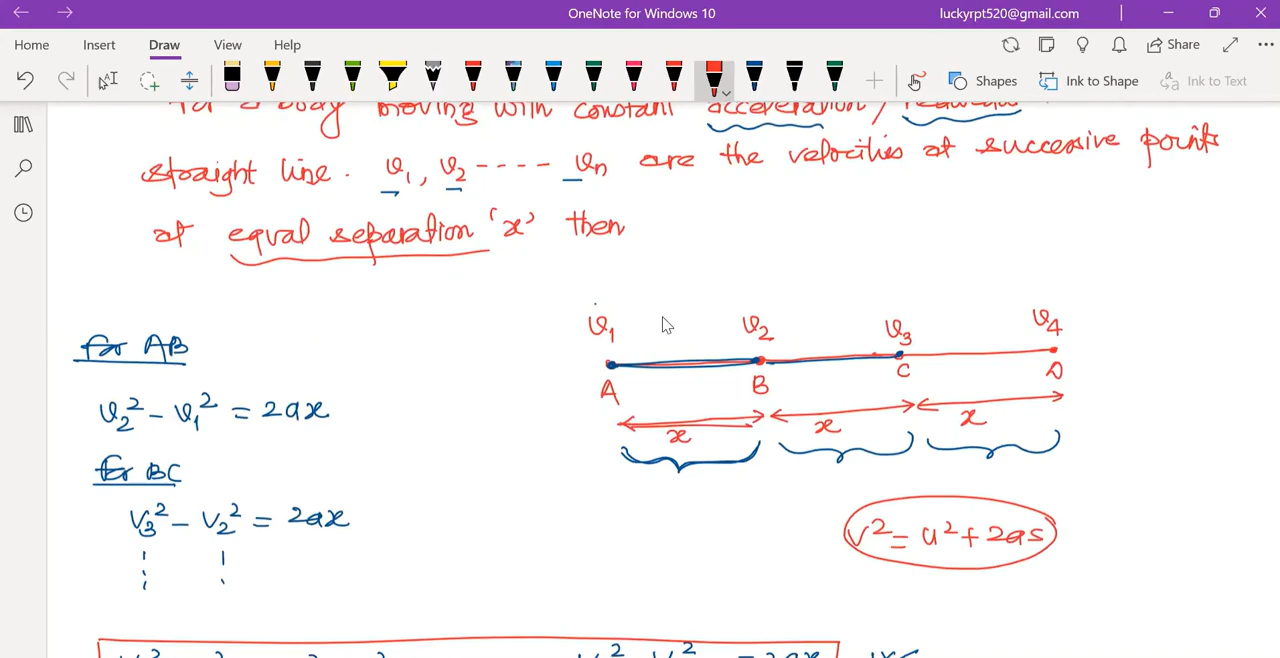 OneNote for Windows 10
luckyrpt520@gmail.com
Home Insert Draw View Help
Share
Shapes Ink to Shape Ink to Text
For a body moving with constant acceleration /
straight line. v₁, v₂ ---- vₙ are the velocities at successive points
at equal separation 'x' then
v₁ v₂ v₃ v₄
A B C D
x x x
for AB
v₂² - v₁² = 2ax
for BC
v₃² - v₂² = 2ax
v² = u² + 2as